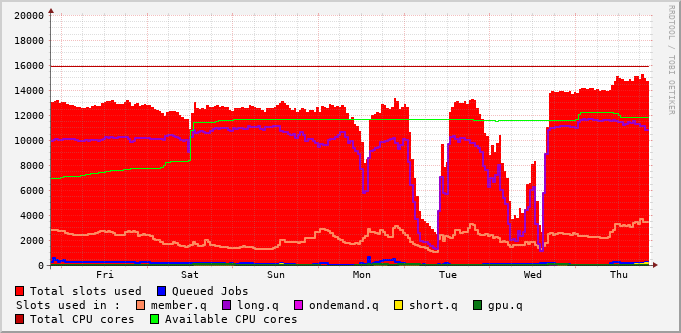 RRDTOOL / TOBI OETIKER
20000
18000
16000
14000
12000
10000
8000
6000
4000
2000
0
Fri Sat Sun Mon Tue Wed Thu
Total slots used Queued Jobs
Slots used in : member.q long.q ondemand.q short.q gpu.q
Total CPU cores Available CPU cores